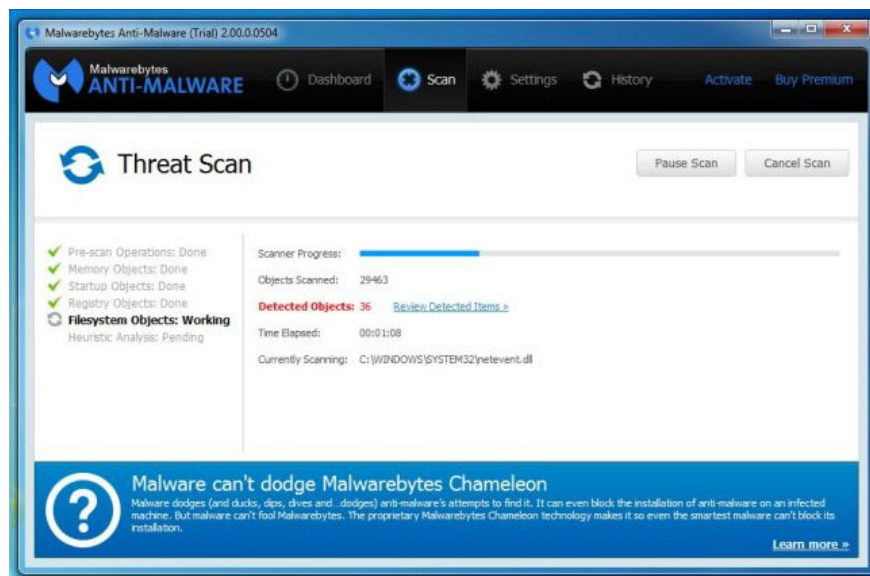 Malwarebytes Anti-Malware (Trial) 2.00.0.0504
Malwarebytes
ANTI-MALWARE
Dashboard
Scan
Settings
History
Activate
Buy Premium
Threat Scan
Pause Scan
Cancel Scan
Pre-scan Operations: Done
Memory Objects: Done
Startup Objects: Done
Registry Objects: Done
Filesystem Objects: Working
Heuristic Analysis: Pending
Scanner Progress:
Objects Scanned: 29463
Detected Objects: 36 Review Detected Items »
Time Elapsed: 00:01:08
Currently Scanning: C:\WINDOWS\SYSTEM32\netevent.dll
Malware can't dodge Malwarebytes Chameleon
Malware dodges (and ducks, dips, dives and...dodges) anti-malware's attempts to find it. It can even block the installation of anti-malware on an infected
machine. But malware can't fool Malwarebytes. The proprietary Malwarebytes Chameleon technology makes it so even the smartest malware can't block its
installation.
Learn more »